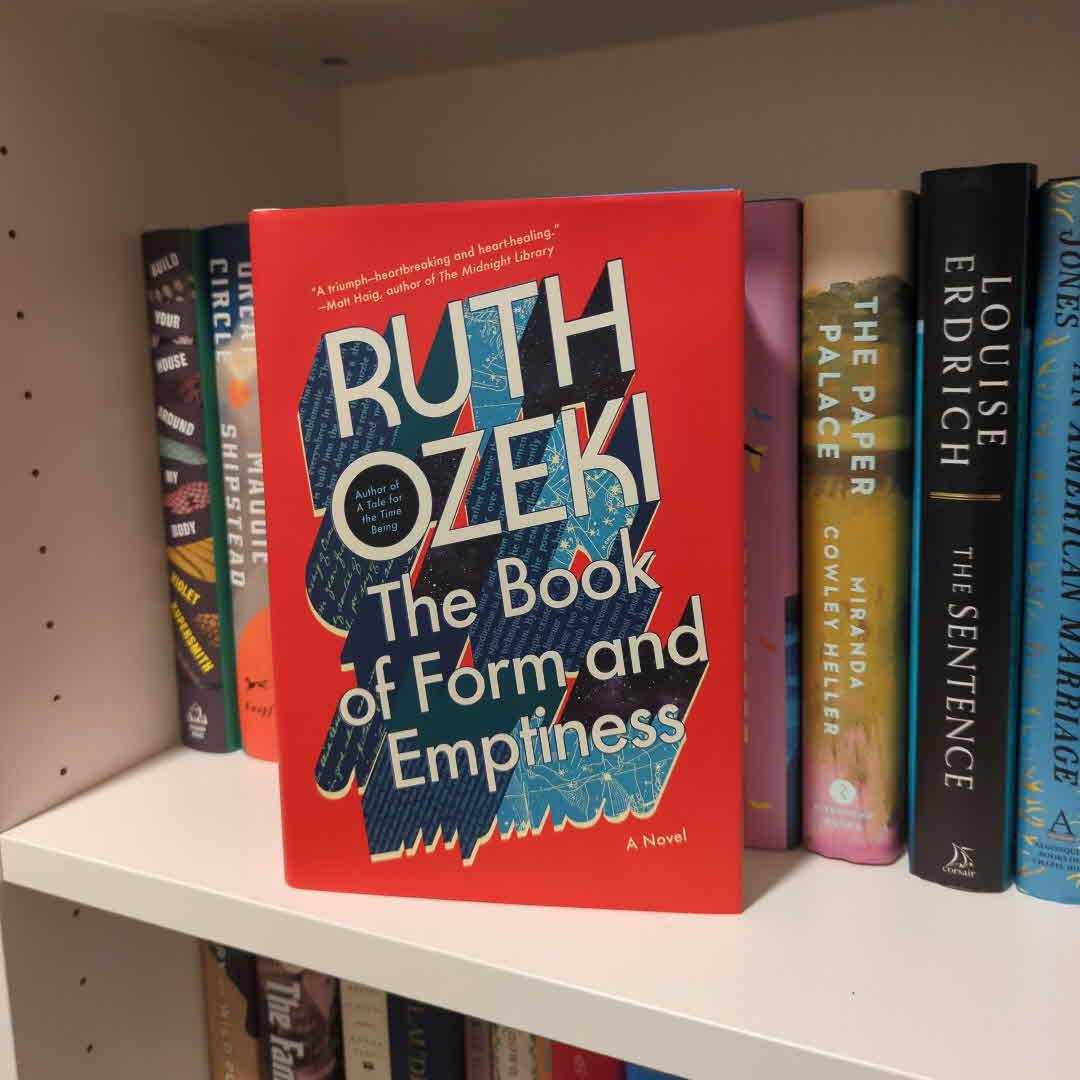 "A triumph—heartbreaking and heart-healing."
—Matt Haig, author of The Midnight Library
RUTH
OZEKI
Author of
A Tale for
the Time
Being
The Book
of Form and
Emptiness
A Novel
BUILD
YOUR
HOUSE
AROUND
MY
BODY
VIOLET
KUPERSMITH
CIRCLE
MAGGIE
SHIPSTEAD
THE PAPER
PALACE
MIRANDA
COWLEY HELLER
LOUISE
ERDRICH
THE SENTENCE
corsair
JONES
AN AMERICAN MARRIAGE
A
The Fam